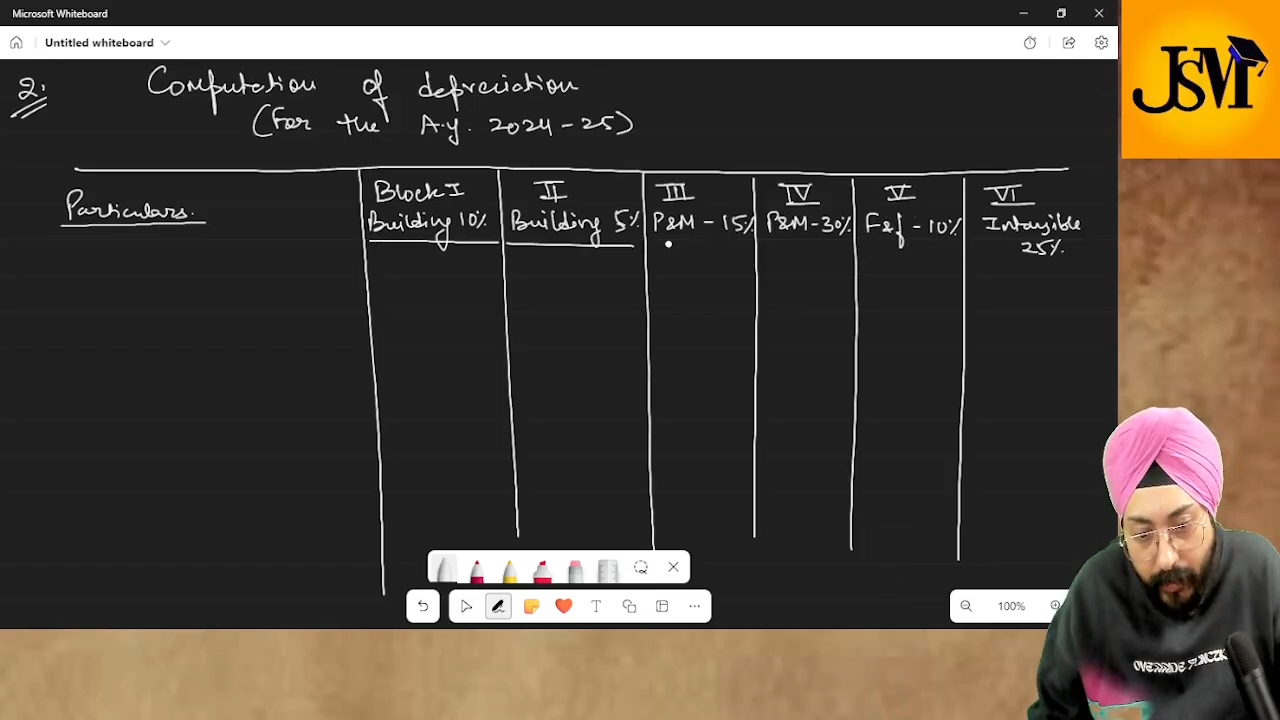 Microsoft Whiteboard
Untitled whiteboard
JSM
2. Computation of depreciation
(For the A.y. 2024-25)
Particulars. Block I II III IV V VI
Building 10% Building 5% P&M - 15% P&M - 30% F&f - 10% Intangible
25%.
100%